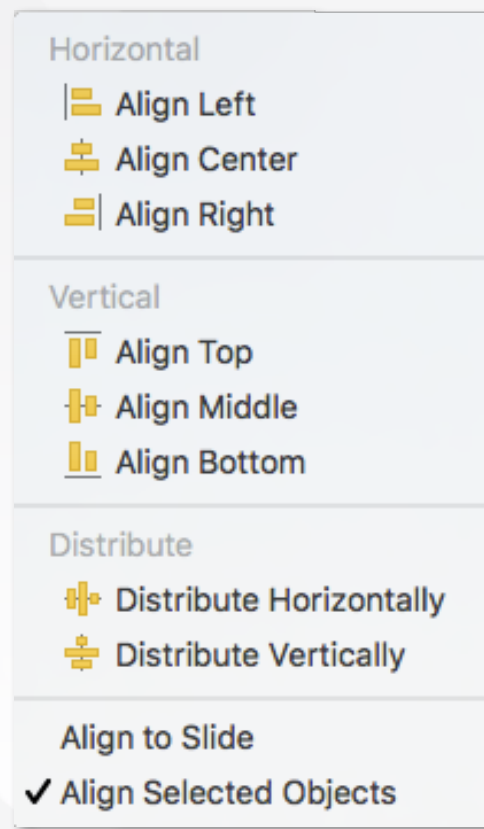 Horizontal
Align Left
Align Center
Align Right
Vertical
Align Top
Align Middle
Align Bottom
Distribute
Distribute Horizontally
Distribute Vertically
Align to Slide
✓ Align Selected Objects